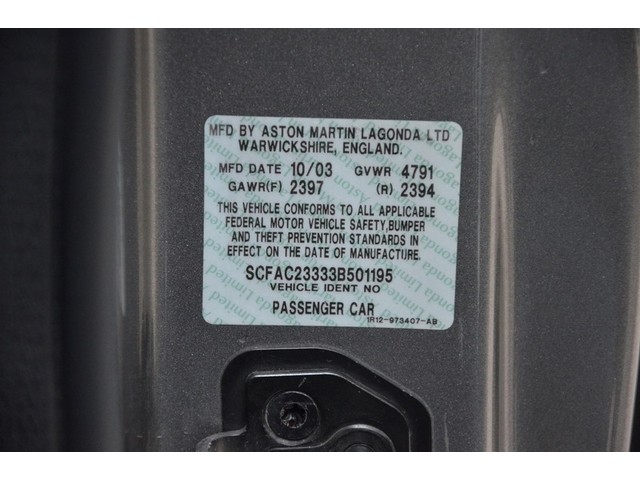 MFD BY ASTON MARTIN LAGONDA LTD
WARWICKSHIRE, ENGLAND.
MFD DATE 10/03 GVWR 4791
GAWR(F) 2397 (R) 2394
THIS VEHICLE CONFORMS TO ALL APPLICABLE
FEDERAL MOTOR VEHICLE SAFETY,BUMPER
AND THEFT PREVENTION STANDARDS IN
EFFECT ON THE DATE OF MANUFACTURE.
SCFAC23333B501195
VEHICLE IDENT NO
PASSENGER CAR
1R12-973407-AB